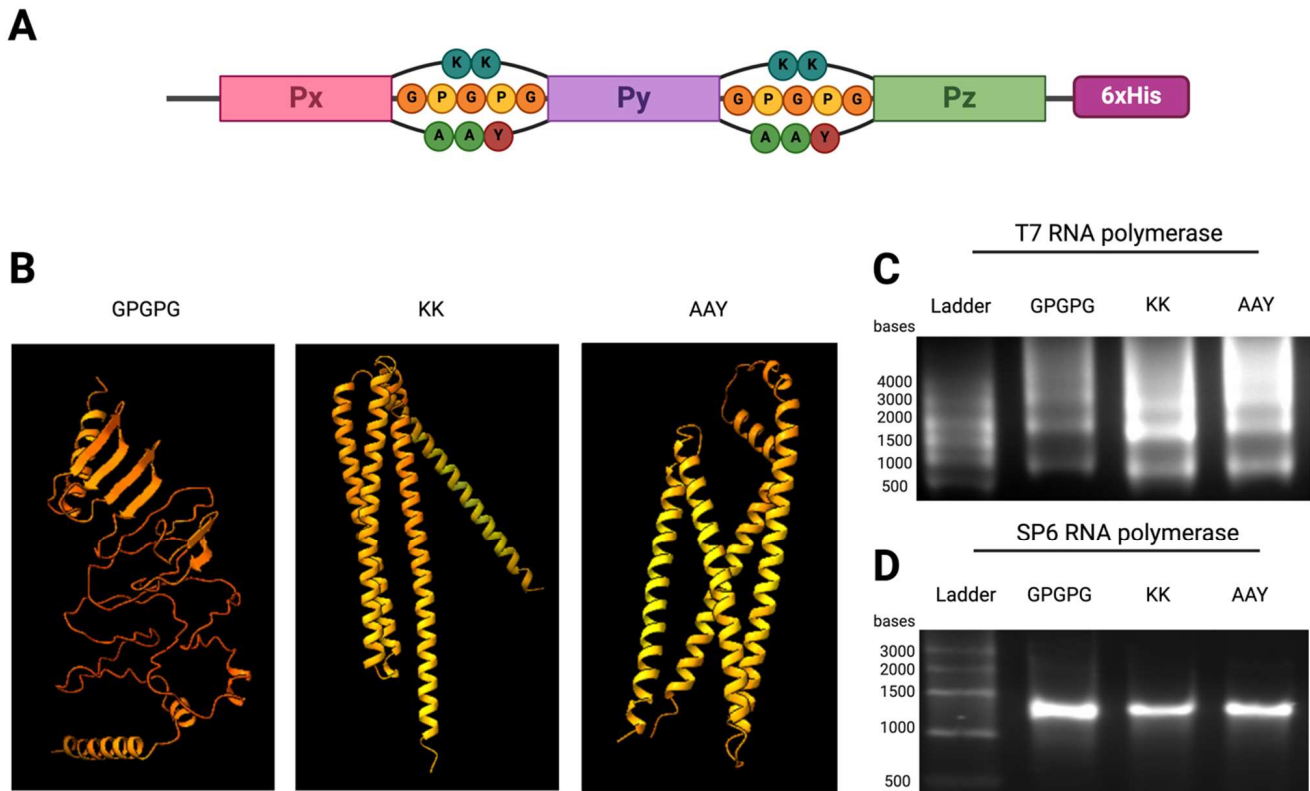 A
K K K K
Px G P G P G Py G P G P G Pz 6xHis
A A Y A A Y
B
GPGPG KK AAY
C
T7 RNA polymerase
Ladder GPGPG KK AAY
bases
4000
3000
2000
1500
1000
500
D
SP6 RNA polymerase
Ladder GPGPG KK AAY
bases
3000
2000
1500
1000
500